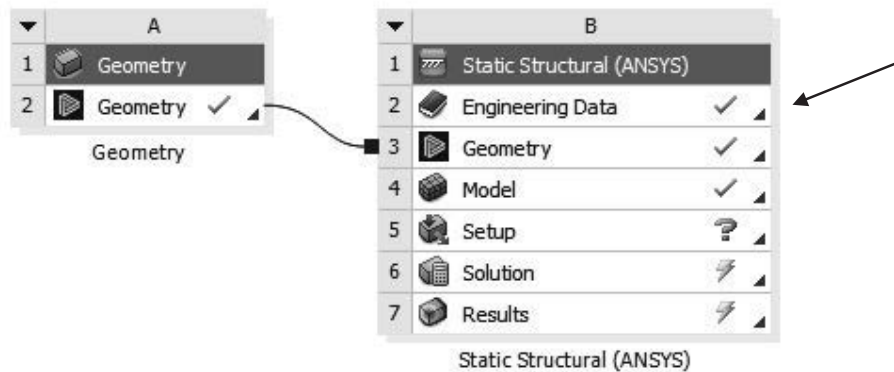 A
1 Geometry
2 Geometry
Geometry
B
1 Static Structural (ANSYS)
2 Engineering Data
3 Geometry
4 Model
5 Setup ?
6 Solution
7 Results
Static Structural (ANSYS)